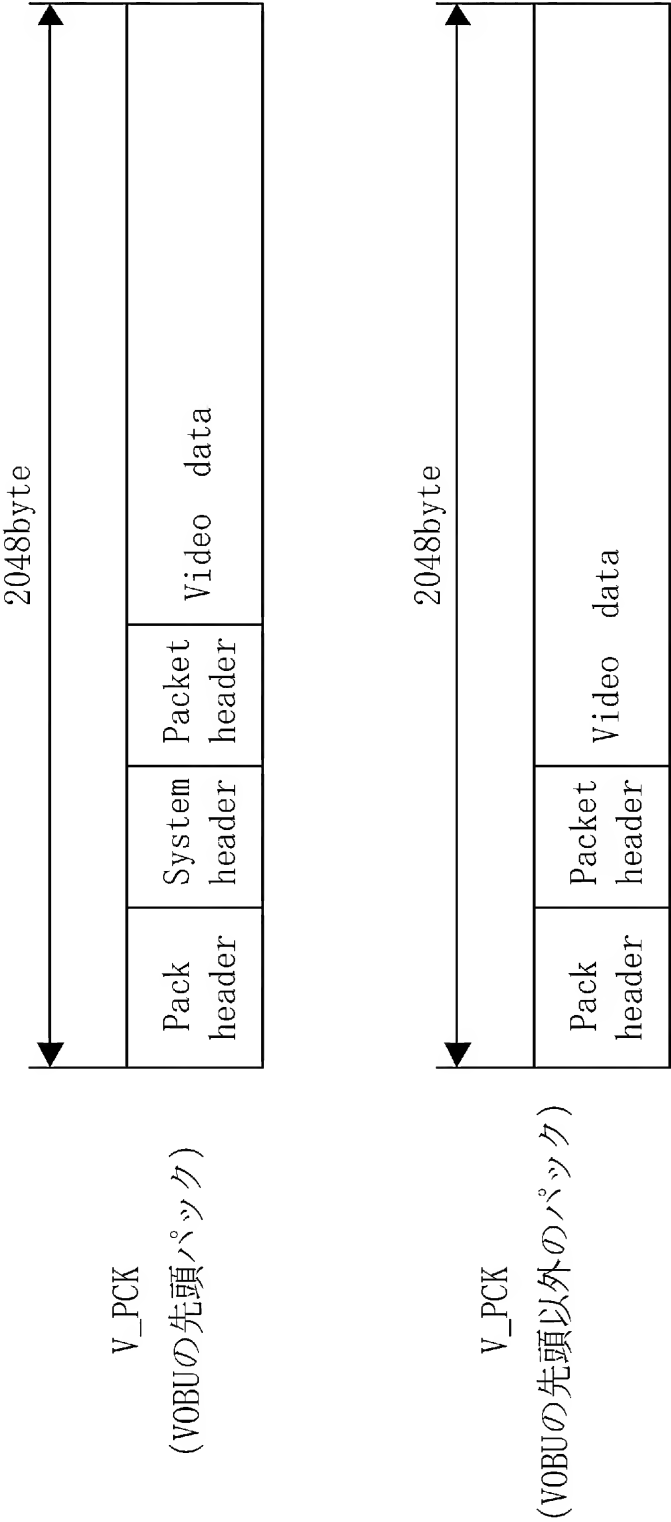 2048byte
V_PCK
(VOBUの先頭パック)
Pack
header
System
header
Packet
header
Video data
2048byte
V_PCK
(VOBUの先頭以外のパック)
Pack
header
Packet
header
Video data